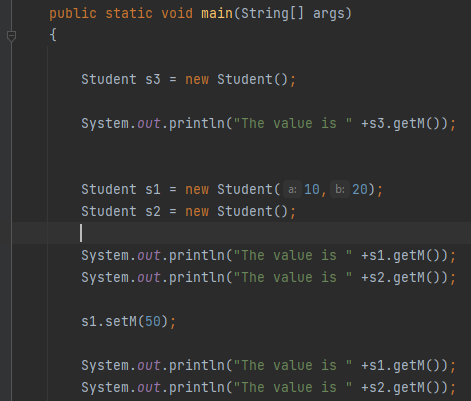 public static void main(String[] args)
{
Student s3 = new Student();
System.out.println("The value is " +s3.getM());
Student s1 = new Student( a: 10, b: 20);
Student s2 = new Student();
System.out.println("The value is " +s1.getM());
System.out.println("The value is " +s2.getM());
s1.setM(50);
System.out.println("The value is " +s1.getM());
System.out.println("The value is " +s2.getM());